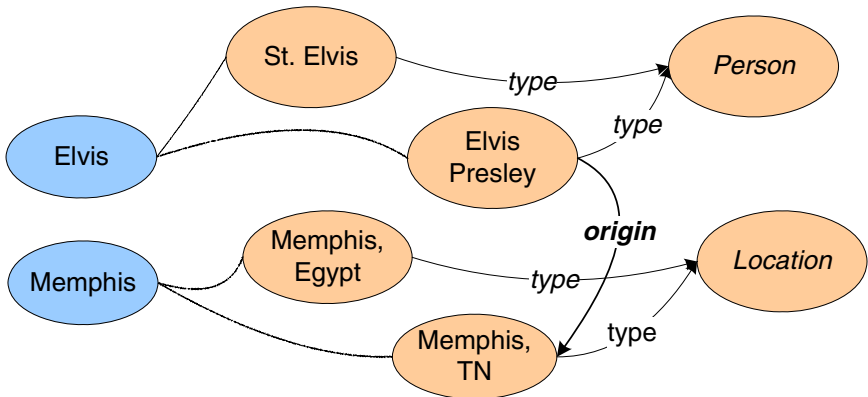 St. Elvis
type
Person
type
Elvis
Elvis
Presley
origin
Memphis,
Egypt
type
Location
Memphis
Memphis,
TN
type